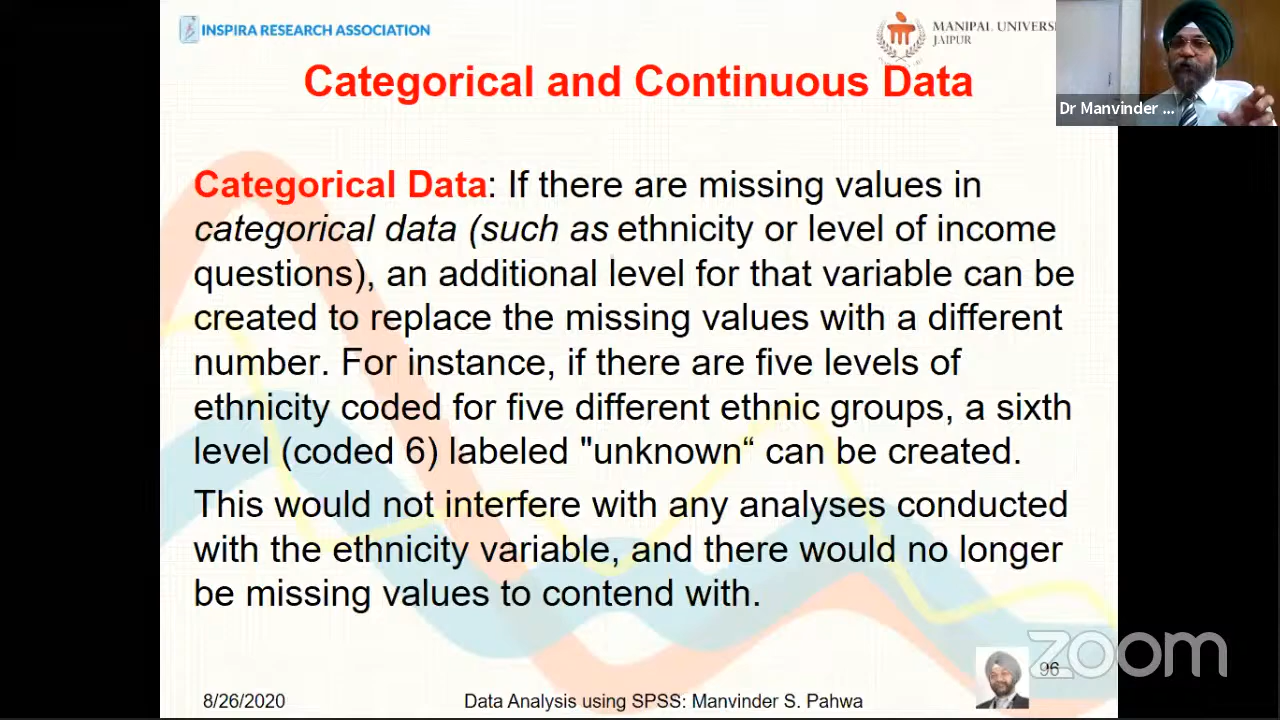 INSPIRA RESEARCH ASSOCIATION
MANIPAL UNIVERS
JAIPUR
Categorical and Continuous Data
Dr Manvinder ...
Categorical Data: If there are missing values in
categorical data (such as ethnicity or level of income
questions), an additional level for that variable can be
created to replace the missing values with a different
number. For instance, if there are five levels of
ethnicity coded for five different ethnic groups, a sixth
level (coded 6) labeled "unknown“ can be created.
This would not interfere with any analyses conducted
with the ethnicity variable, and there would no longer
be missing values to contend with.
zoom
96
8/26/2020
Data Analysis using SPSS: Manvinder S. Pahwa